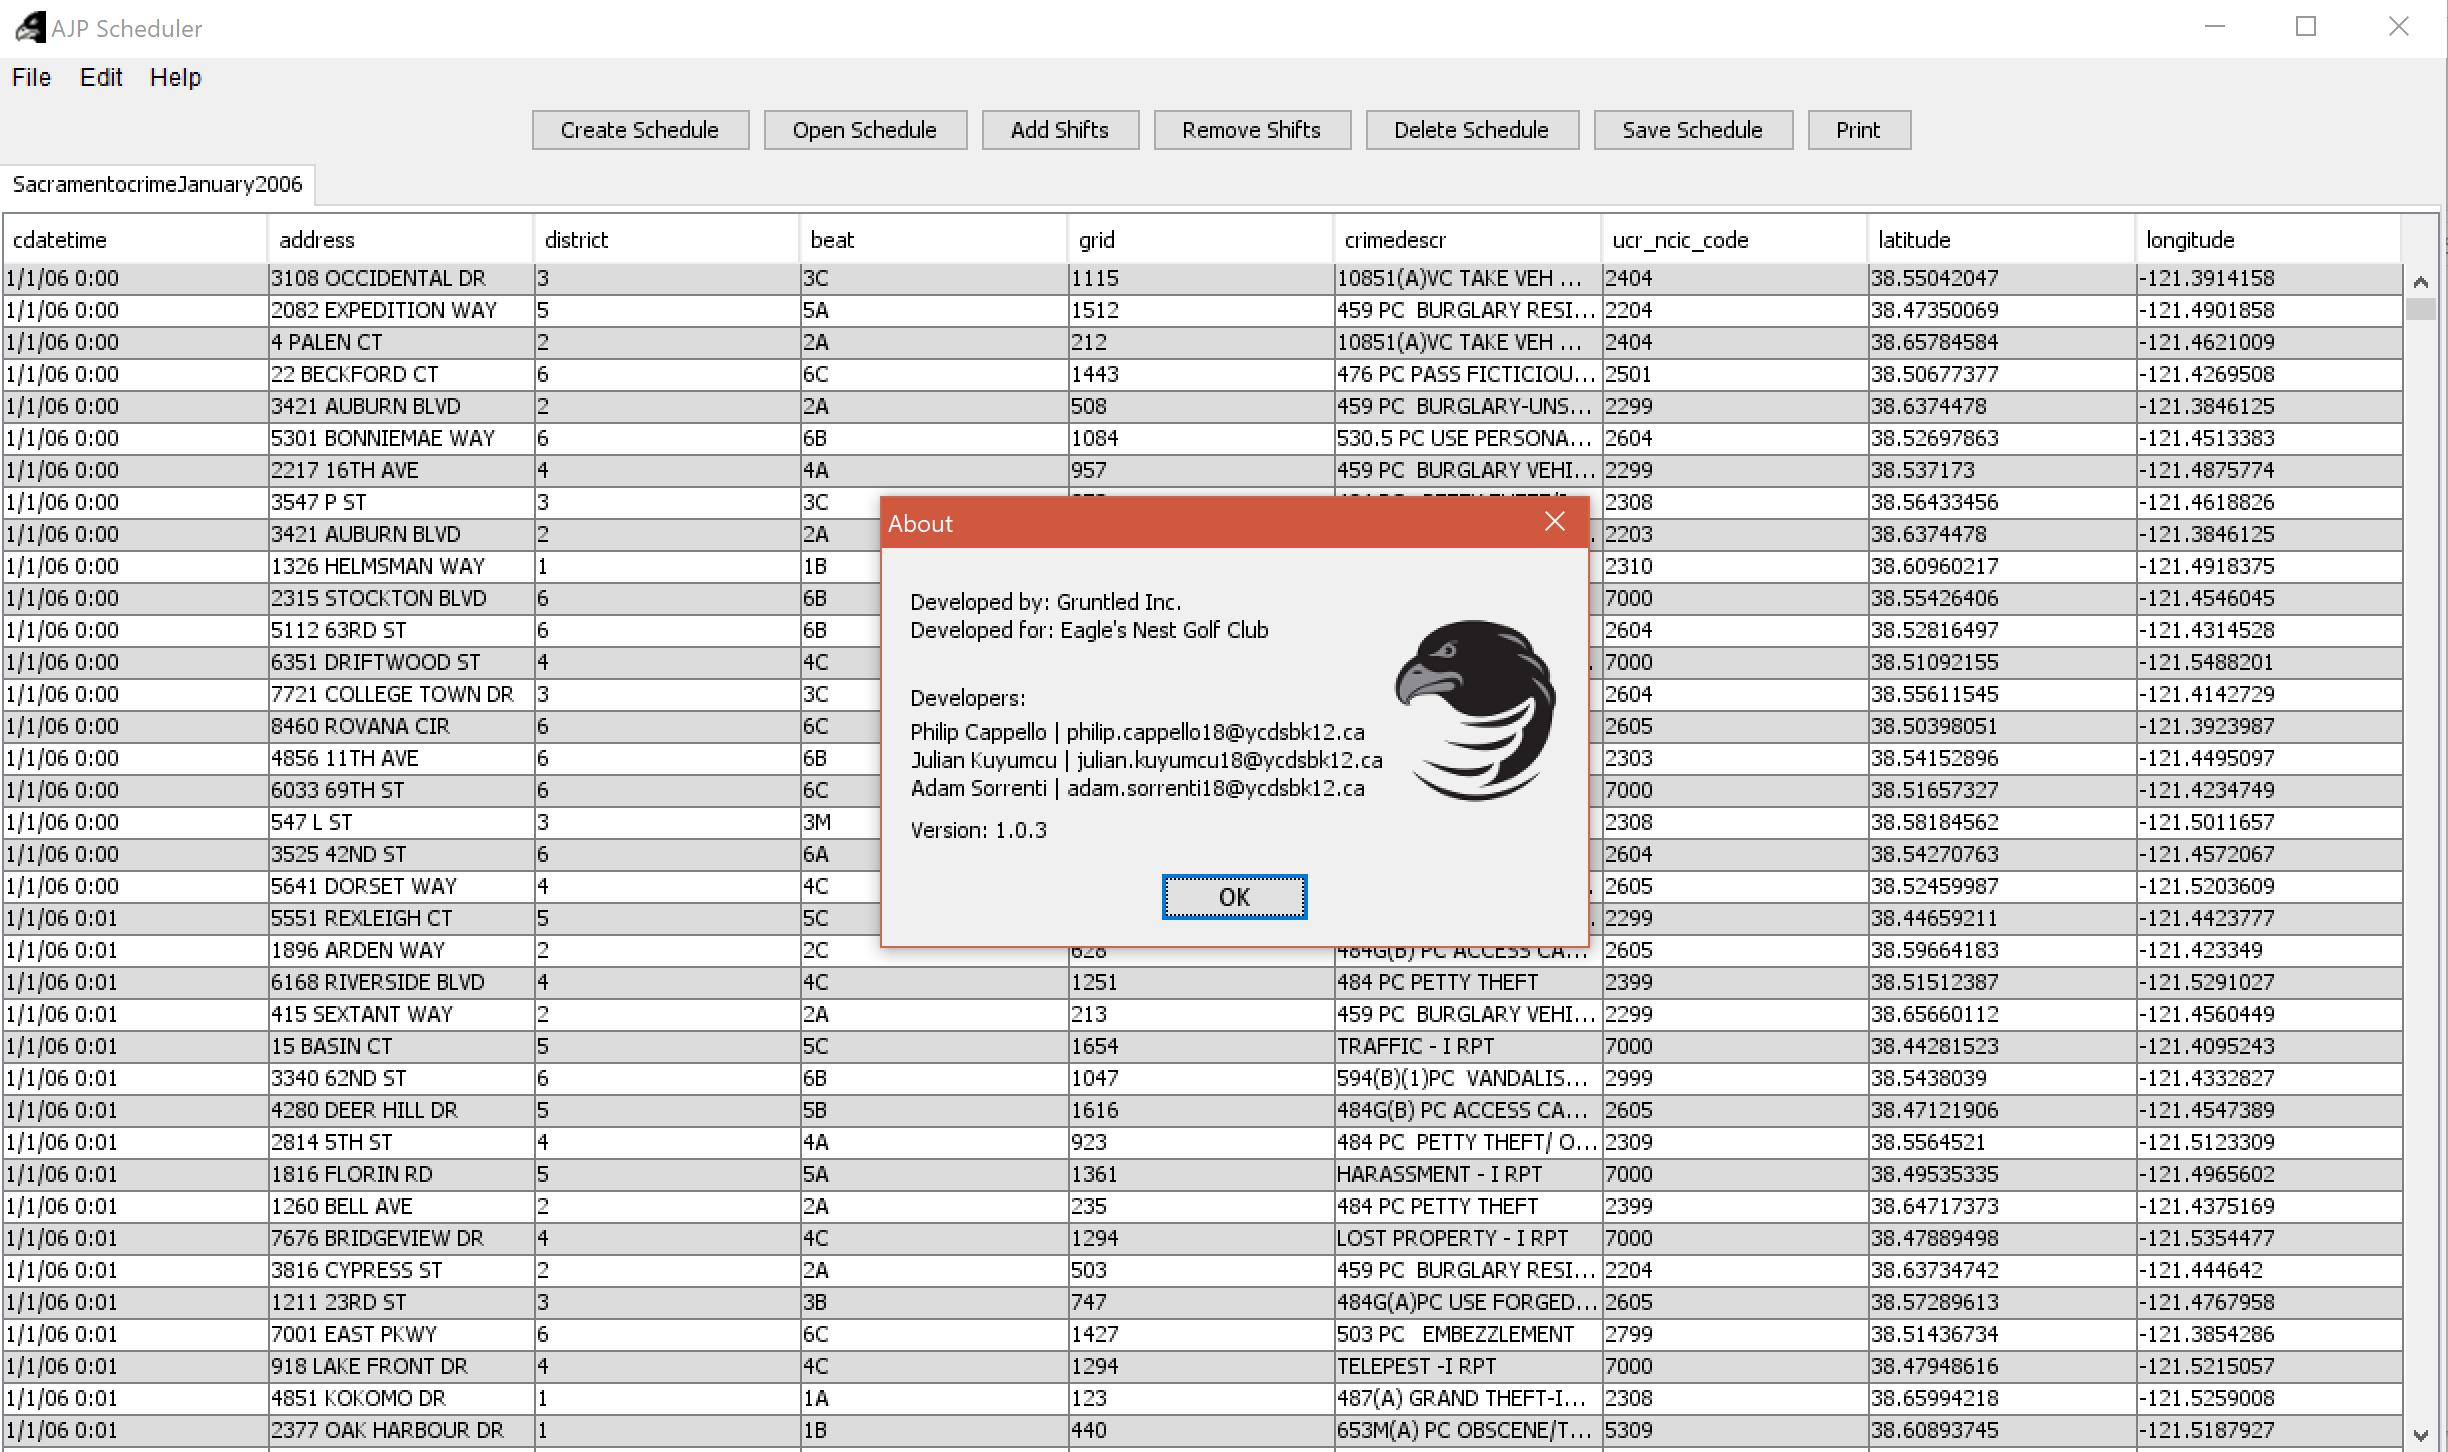 AJP Scheduler
File Edit Help
Create Schedule Open Schedule Add Shifts Remove Shifts Delete Schedule Save Schedule Print
SacramentocrimeJanuary2006
cdatetime address district beat grid crimedescr ucr_ncic_code latitude longitude
1/1/06 0:00 3108 OCCIDENTAL DR 3 3C 1115 10851(A)VC TAKE VEH ... 2404 38.55042047 -121.3914158
1/1/06 0:00 2082 EXPEDITION WAY 5 5A 1512 459 PC  BURGLARY RESI... 2204 38.47350069 -121.4901858
1/1/06 0:00 4 PALEN CT 2 2A 212 10851(A)VC TAKE VEH ... 2404 38.65784584 -121.4621009
1/1/06 0:00 22 BECKFORD CT 6 6C 1443 476 PC PASS FICTICIOU... 2501 38.50677377 -121.4269508
1/1/06 0:00 3421 AUBURN BLVD 2 2A 508 459 PC  BURGLARY-UNS... 2299 38.6374478 -121.3846125
1/1/06 0:00 5301 BONNIEMAE WAY 6 6B 1084 530.5 PC USE PERSONA... 2604 38.52697863 -121.4513383
1/1/06 0:00 2217 16TH AVE 4 4A 957 459 PC  BURGLARY VEHI... 2299 38.537173 -121.4875774
1/1/06 0:00 3547 P ST 3 3C 2308 38.56433456 -121.4618826
1/1/06 0:00 3421 AUBURN BLVD 2 2A 2203 38.6374478 -121.3846125
1/1/06 0:00 1326 HELMSMAN WAY 1 1B 2310 38.60960217 -121.4918375
1/1/06 0:00 2315 STOCKTON BLVD 6 6B 7000 38.55426406 -121.4546045
1/1/06 0:00 5112 63RD ST 6 6B 2604 38.52816497 -121.4314528
1/1/06 0:00 6351 DRIFTWOOD ST 4 4C 7000 38.51092155 -121.5488201
1/1/06 0:00 7721 COLLEGE TOWN DR 3 3C 2604 38.55611545 -121.4142729
1/1/06 0:00 8460 ROVANA CIR 6 6C 2605 38.50398051 -121.3923987
1/1/06 0:00 4856 11TH AVE 6 6B 2303 38.54152896 -121.4495097
1/1/06 0:00 6033 69TH ST 6 6C 7000 38.51657327 -121.4234749
1/1/06 0:00 547 L ST 3 3M 2308 38.58184562 -121.5011657
1/1/06 0:00 3525 42ND ST 6 6A 2604 38.54270763 -121.4572067
1/1/06 0:00 5641 DORSET WAY 4 4C 2605 38.52459987 -121.5203609
1/1/06 0:01 5551 REXLEIGH CT 5 5C 2299 38.44659211 -121.4423777
1/1/06 0:01 1896 ARDEN WAY 2 2C 628 484G(B) PC ACCESS CA... 2605 38.59664183 -121.423349
1/1/06 0:01 6168 RIVERSIDE BLVD 4 4C 1251 484 PC PETTY THEFT 2399 38.51512387 -121.5291027
1/1/06 0:01 415 SEXTANT WAY 2 2A 213 459 PC  BURGLARY VEHI... 2299 38.65660112 -121.4560449
1/1/06 0:01 15 BASIN CT 5 5C 1654 TRAFFIC - I RPT 7000 38.44281523 -121.4095243
1/1/06 0:01 3340 62ND ST 6 6B 1047 594(B)(1)PC  VANDALIS... 2999 38.5438039 -121.4332827
1/1/06 0:01 4280 DEER HILL DR 5 5B 1616 484G(B) PC ACCESS CA... 2605 38.47121906 -121.4547389
1/1/06 0:01 2814 5TH ST 4 4A 923 484 PC  PETTY THEFT/ O... 2309 38.5564521 -121.5123309
1/1/06 0:01 1816 FLORIN RD 5 5A 1361 HARASSMENT - I RPT 7000 38.49535335 -121.4965602
1/1/06 0:01 1260 BELL AVE 2 2A 235 484 PC PETTY THEFT 2399 38.64717373 -121.4375169
1/1/06 0:01 7676 BRIDGEVIEW DR 4 4C 1294 LOST PROPERTY - I RPT 7000 38.47889498 -121.5354477
1/1/06 0:01 3816 CYPRESS ST 2 2A 503 459 PC  BURGLARY RESI... 2204 38.63734742 -121.444642
1/1/06 0:01 1211 23RD ST 3 3B 747 484G(A)PC USE FORGED... 2605 38.57289613 -121.4767958
1/1/06 0:01 7001 EAST PKWY 6 6C 1427 503 PC   EMBEZZLEMENT 2799 38.51436734 -121.3854286
1/1/06 0:01 918 LAKE FRONT DR 4 4C 1294 TELEPEST -I RPT 7000 38.47948616 -121.5215057
1/1/06 0:01 4851 KOKOMO DR 1 1A 123 487(A) GRAND THEFT-I... 2308 38.65994218 -121.5259008
1/1/06 0:01 2377 OAK HARBOUR DR 1 1B 440 653M(A) PC OBSCENE/T... 5309 38.60893745 -121.5187927
About
Developed by: Gruntled Inc.
Developed for: Eagle's Nest Golf Club
Developers:
Philip Cappello | philip.cappello18@ycdsbk12.ca
Julian Kuyumcu | julian.kuyumcu18@ycdsbk12.ca
Adam Sorrenti | adam.sorrenti18@ycdsbk12.ca
Version: 1.0.3
OK